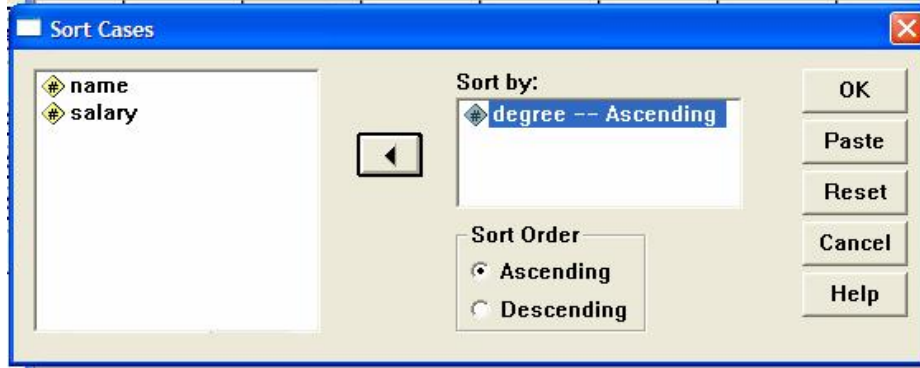 Sort Cases
# name
# salary
Sort by:
# degree -- Ascending
Sort Order
Ascending
Descending
OK
Paste
Reset
Cancel
Help